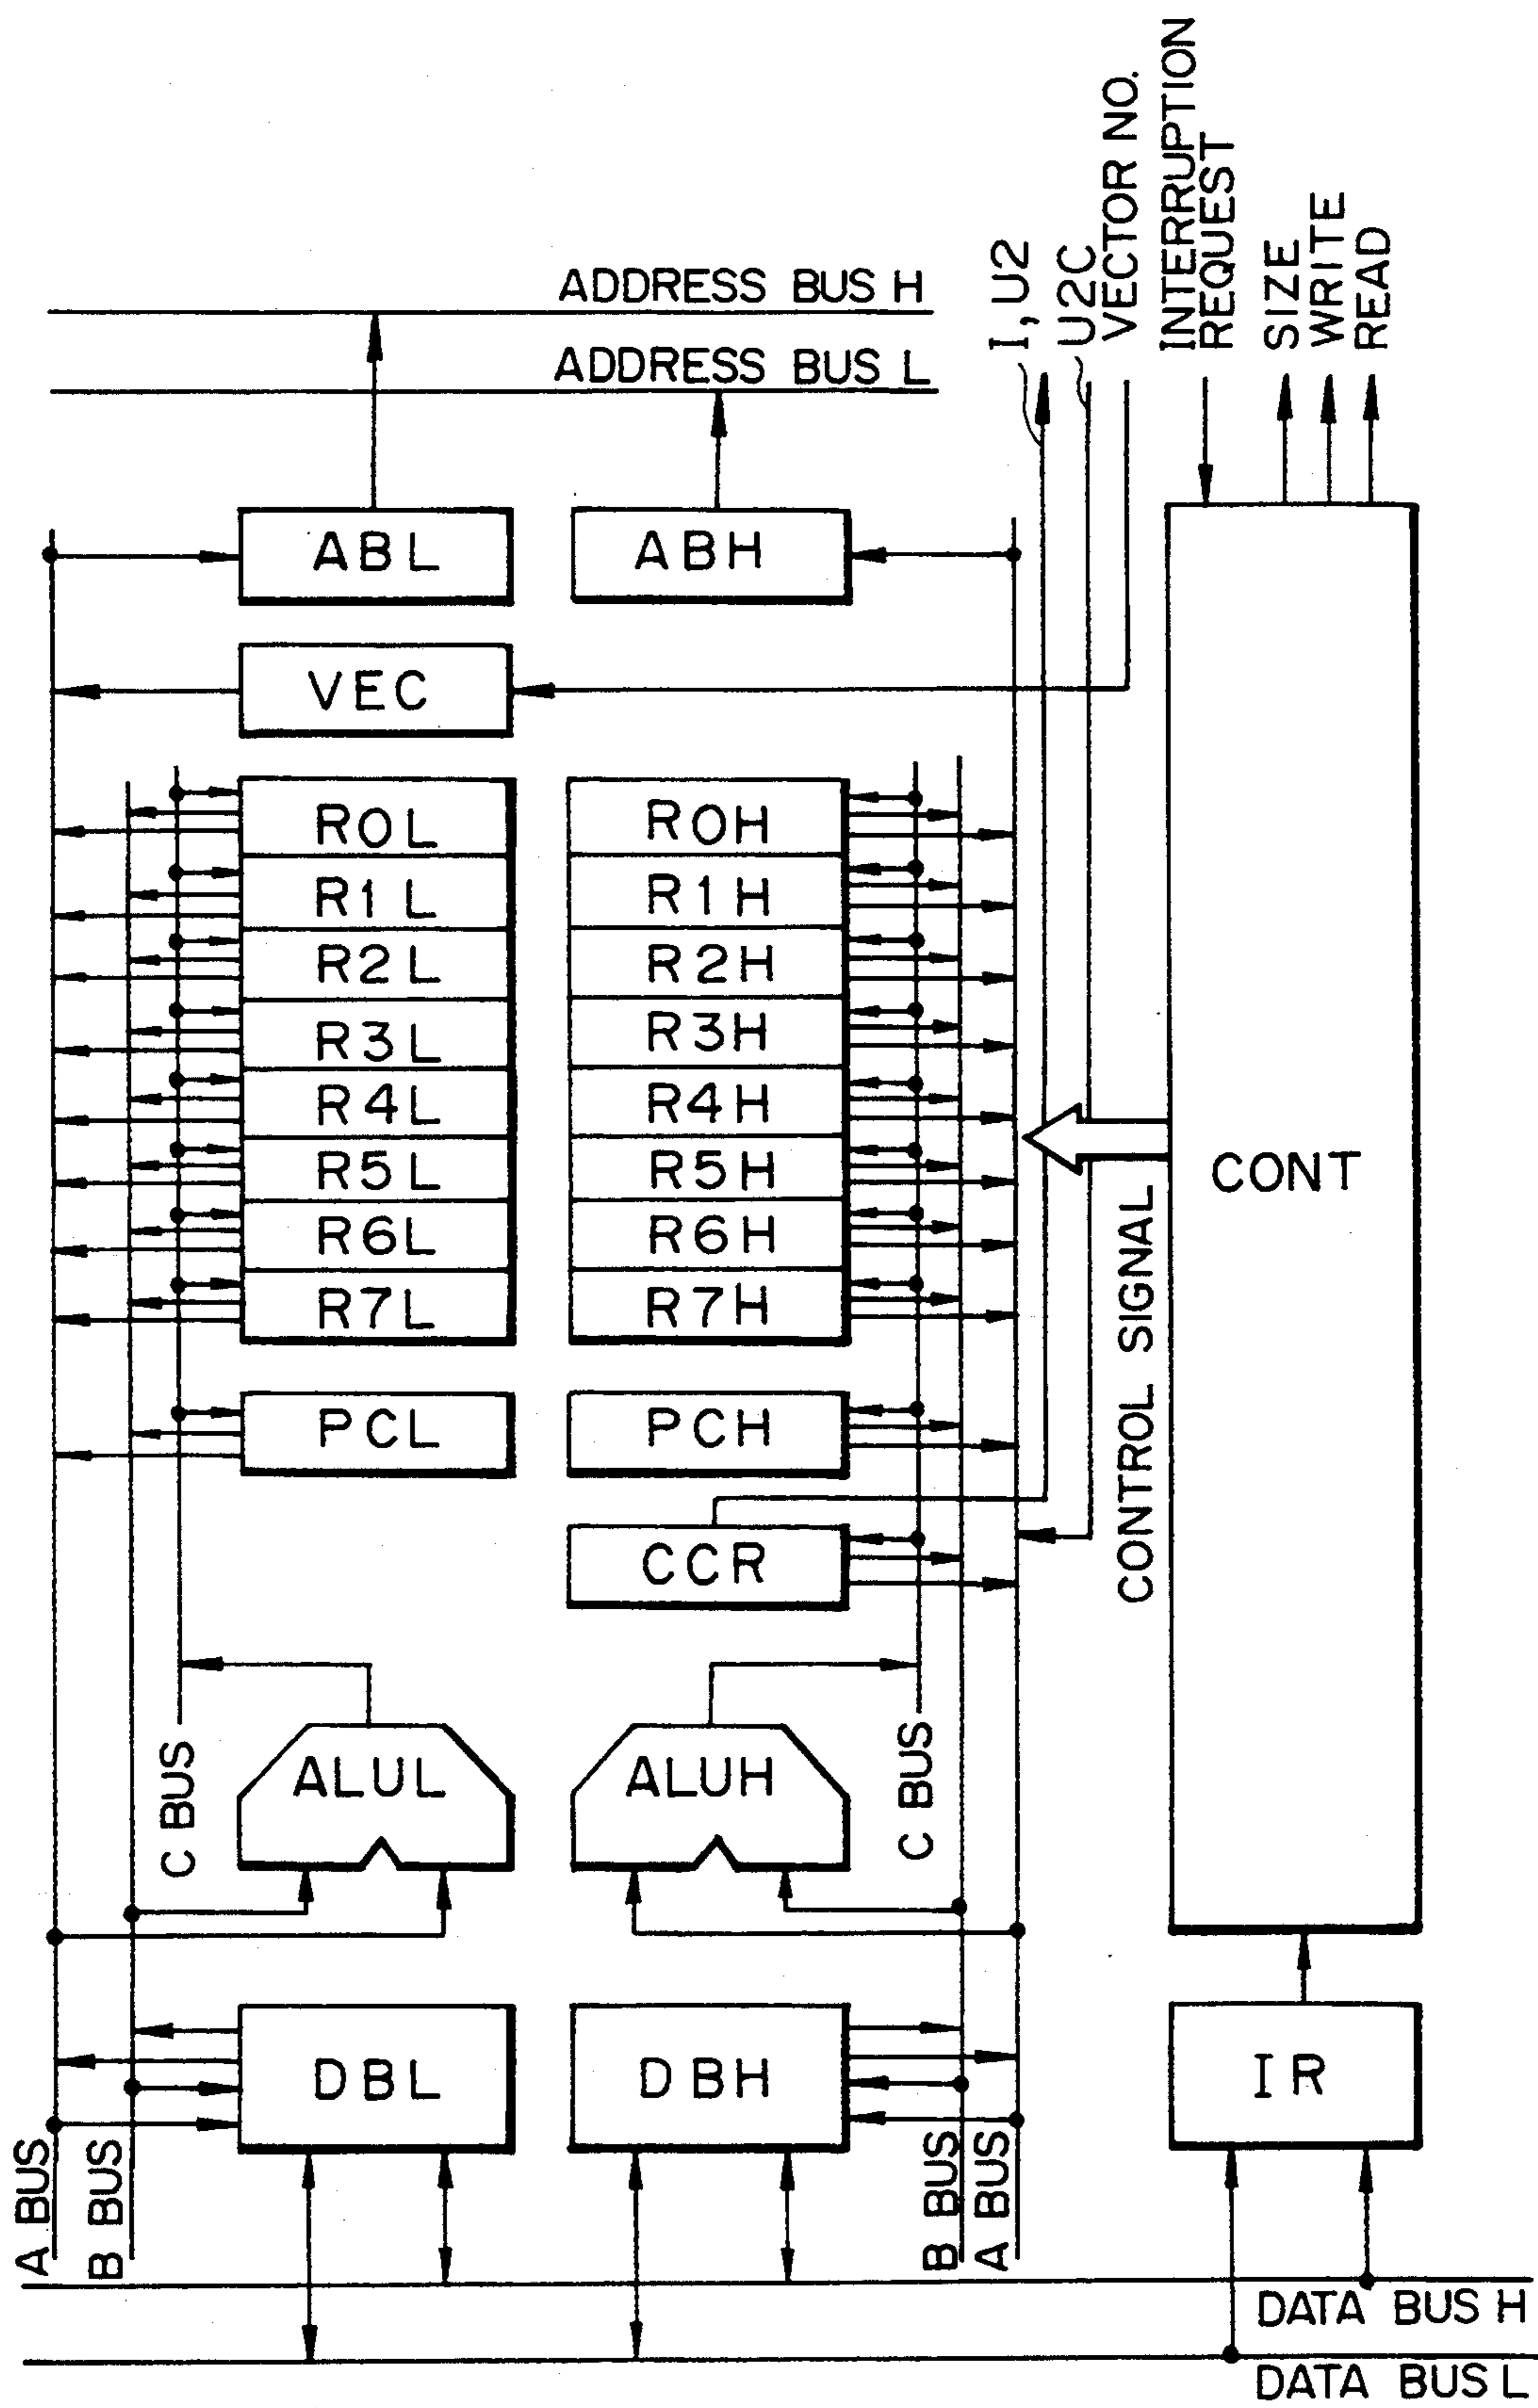 ADDRESS BUS H
ADDRESS BUS L
I, U2
U2C
VECTOR NO.
INTERRUPTION
REQUEST
SIZE
WRITE
READ
ABL
ABH
VEC
R0L
R0H
R1L
R1H
R2L
R2H
R3L
R3H
R4L
R4H
R5L
R5H
R6L
R6H
R7L
R7H
CONT
CONTROL SIGNAL
PCL
PCH
CCR
C BUS
ALUL
ALUH
C BUS
DBL
DBH
IR
A BUS
B BUS
B BUS
A BUS
DATA BUS H
DATA BUS L